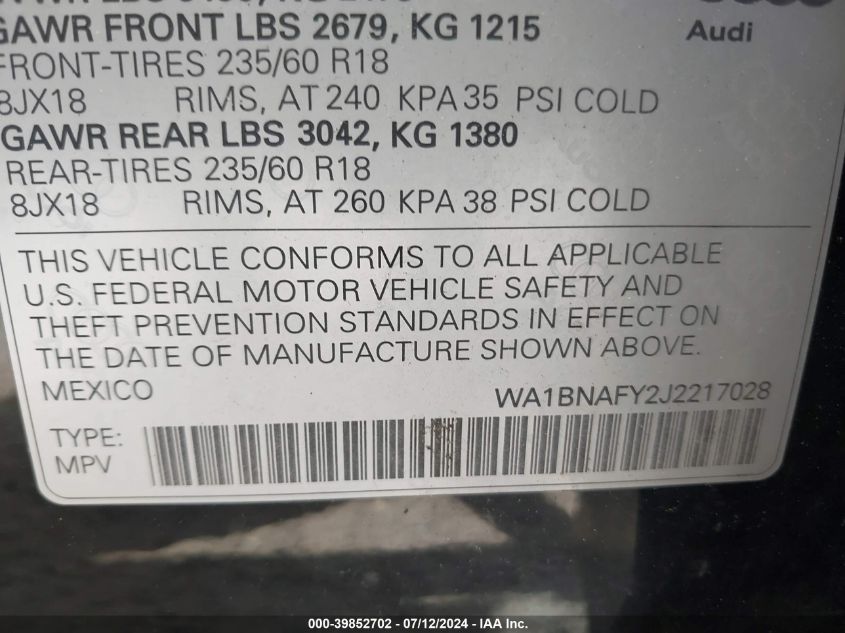 GAWR FRONT LBS 2679, KG 1215
Audi
FRONT-TIRES 235/60 R18
8JX18 RIMS, AT 240 KPA 35 PSI COLD
GAWR REAR LBS 3042, KG 1380
REAR-TIRES 235/60 R18
8JX18 RIMS, AT 260 KPA 38 PSI COLD
THIS VEHICLE CONFORMS TO ALL APPLICABLE
U.S. FEDERAL MOTOR VEHICLE SAFETY AND
THEFT PREVENTION STANDARDS IN EFFECT ON
THE DATE OF MANUFACTURE SHOWN ABOVE.
MEXICO WA1BNAFY2J2217028
TYPE:
MPV
000-39852702 - 07/12/2024 - IAA Inc.